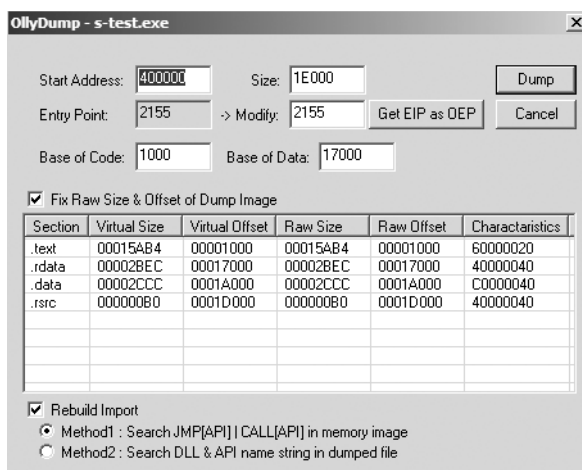 OllyDump - s-test.exe
Start Address: 400000 Size: 1E000 Dump
Entry Point: 2155 -> Modify: 2155 Get EIP as OEP Cancel
Base of Code: 1000 Base of Data: 17000
Fix Raw Size & Offset of Dump Image
Section Virtual Size Virtual Offset Raw Size Raw Offset Charactaristics
.text 00015AB4 00001000 00015AB4 00001000 60000020
.rdata 00002BEC 00017000 00002BEC 00017000 40000040
.data 00002CCC 0001A000 00002CCC 0001A000 C0000040
.rsrc 000000B0 0001D000 000000B0 0001D000 40000040
Rebuild Import
Method1 : Search JMP[API] | CALL[API] in memory image
Method2 : Search DLL & API name string in dumped file